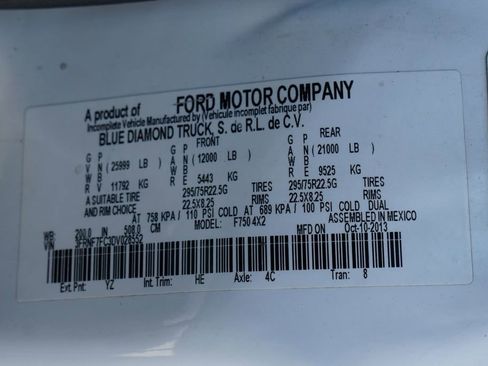 A product of FORD MOTOR COMPANY
Incomplete Vehicle Manufactured by (Vehicule incomplet fabrique par)
BLUE DIAMOND TRUCK, S. de R.L. de C.V.
FRONT REAR
G P G P G P
V N (25999 LB) A N (12000 LB) A N (21000 LB)
W B W B W B
R V 11792 KG R E 5443 KG R E 9525 KG
A SUITABLE TIRE 295/75R22.5G TIRES 295/75R22.5G TIRES
AND RIM CHOICE 22.5X8.25 RIMS 22.5X8.25 RIMS
AT 758 KPA / 110 PSI COLD AT 689 KPA / 100 PSI COLD DUAL
WB: 200.0 IN 508.0 CM MODEL: F750 4X2 ASSEMBLED IN MEXICO
VIN 3FRNF7FC3DV028552 MFD ON Oct-10-2013
Ext. Pnt: YZ Int. Trim: HE Axle: 4C Tran: 8